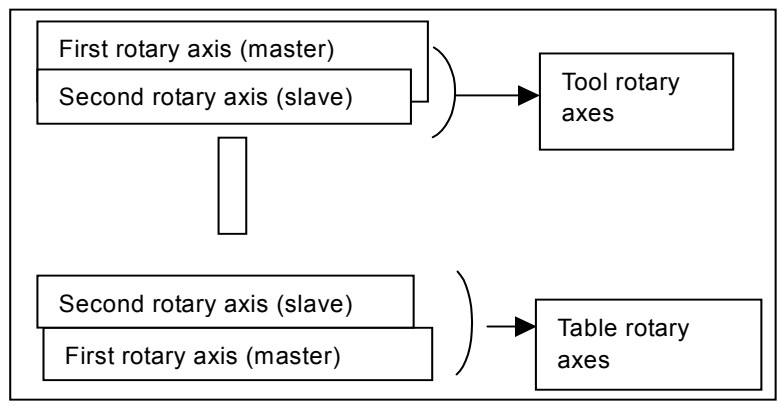 First rotary axis (master)
Second rotary axis (slave)
Tool rotary
axes
Second rotary axis (slave)
First rotary axis (master)
Table rotary
axes